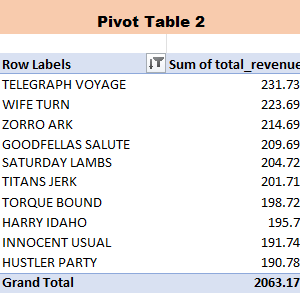 Pivot Table 2
Row Labels Sum of total_revenue
TELEGRAPH VOYAGE 231.73
WIFE TURN 223.69
ZORRO ARK 214.69
GOODFELLAS SALUTE 209.69
SATURDAY LAMBS 204.72
TITANS JERK 201.71
TORQUE BOUND 198.72
HARRY IDAHO 195.7
INNOCENT USUAL 191.74
HUSTLER PARTY 190.78
Grand Total 2063.17